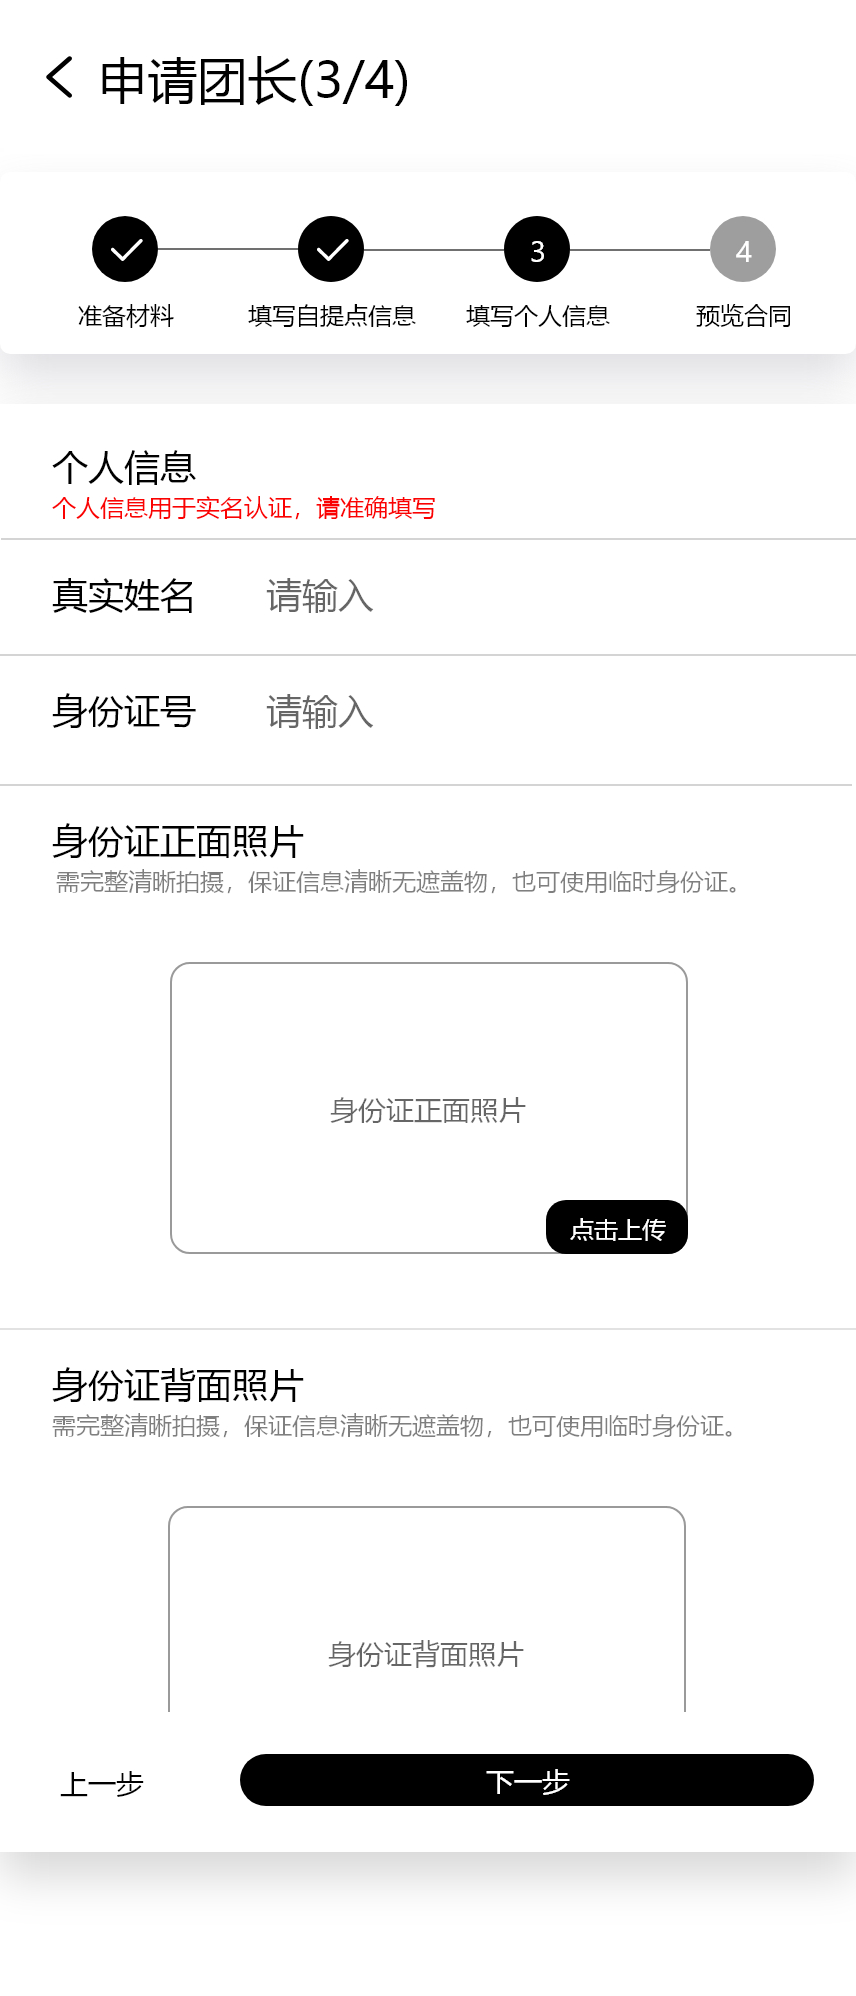 申请团长(3/4)
3
4
准备材料
填写自提点信息
填写个人信息
预览合同
个人信息
个人信息用于实名认证，请准确填写
真实姓名 请输入
身份证号 请输入
身份证正面照片
需完整清晰拍摄，保证信息清晰无遮盖物，也可使用临时身份证。
身份证正面照片
点击上传
身份证背面照片
需完整清晰拍摄，保证信息清晰无遮盖物，也可使用临时身份证。
身份证背面照片
上一步
下一步